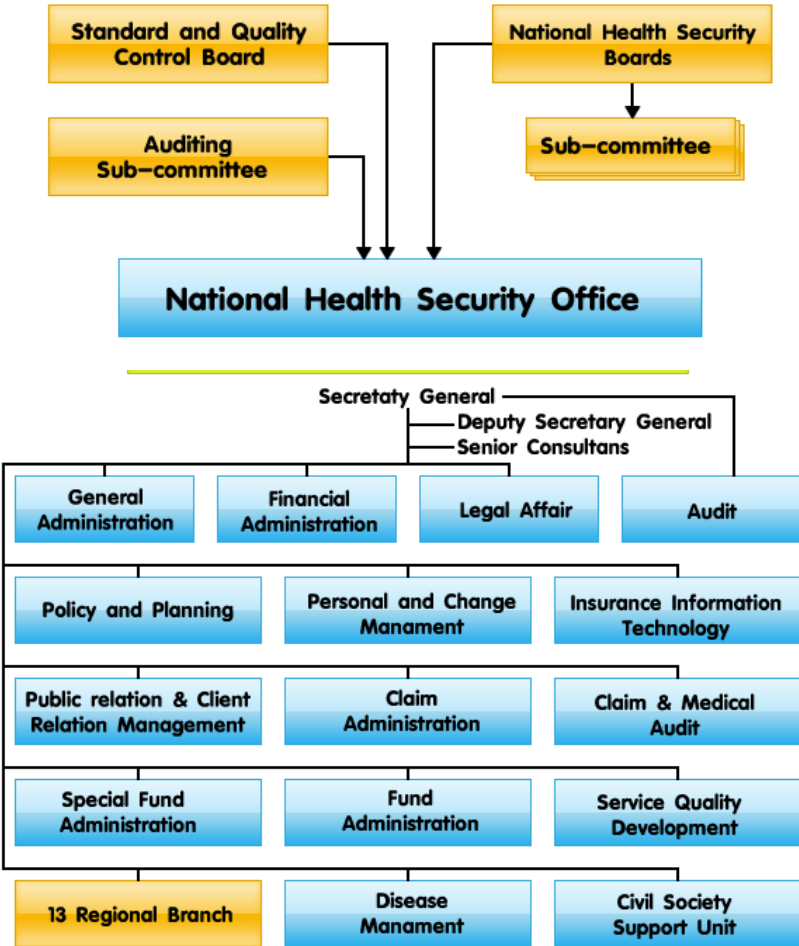 Standard and Quality
Control Board
National Health Security
Boards
Auditing
Sub-committee
Sub-committee
National Health Security Office
Secretaty General
Deputy Secretary General
Senior Consultans
General
Administration
Financial
Administration
Legal Affair
Audit
Policy and Planning
Personal and Change
Manament
Insurance Information
Technology
Public relation & Client
Relation Management
Claim
Administration
Claim & Medical
Audit
Special Fund
Administration
Fund
Administration
Service Quality
Development
13 Regional Branch
Disease
Manament
Civil Society
Support Unit